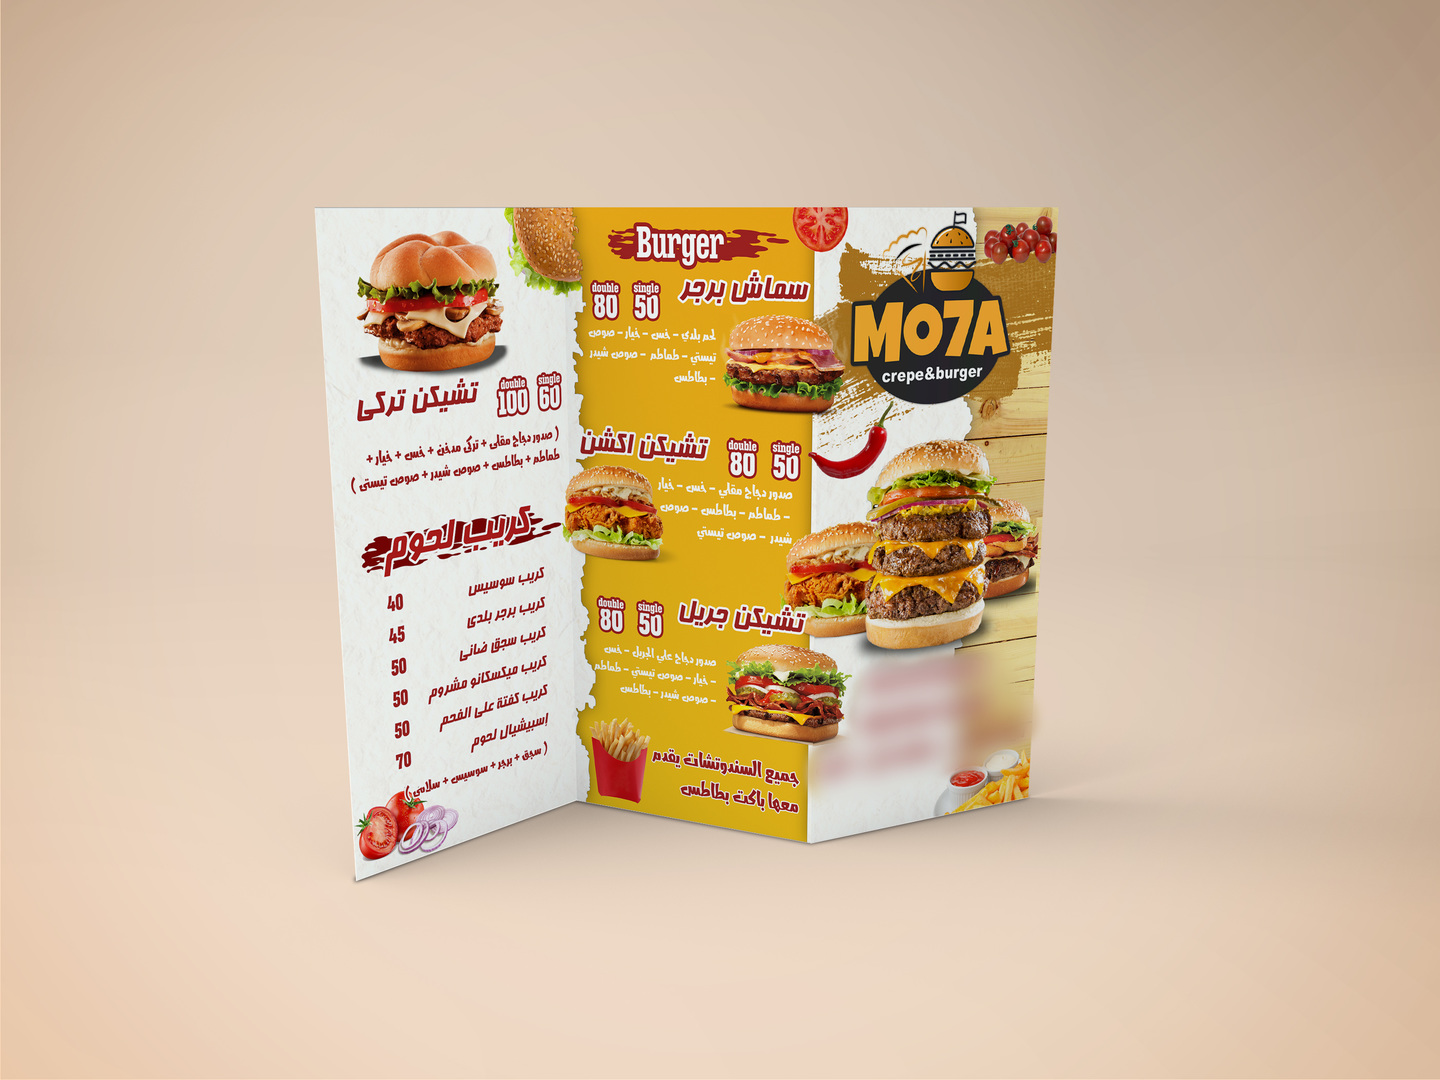 تشيكن تركى
double single
100 60
( صدور دجاج مقلى + تركى مدخن + خس + خيار +
طماطم + بطاطس + صوص شيدر + صوص تيستى )
كريب الحوم
كريب سوسيس 40
كريب برجر بلدى 45
كريب سجق ضانى 50
كريب ميكسكانو مشروم 50
كريب كفتة على الفحم 50
إسبيشيال لحوم 70
( سجق + برجر + سوسيس + سلامى )
Burger
سماش برجر
double single
80 50
لحم بلدي - خس - خيار - صوص
تيستي - طماطم - صوص شيدر
- بطاطس
تشيكن اكشن
double single
80 50
صدور دجاج مقلي - خس - خيار
- طماطم - بطاطس - صوص
شيدر - صوص تيستي
تشيكن جريل
double single
80 50
صدور دجاج علي الجريل - خس
- خيار - صوص تيستي - طماطم
- صوص شيدر - بطاطس
جميع السندوتشات يقدم
معها باكت بطاطس
MO7A
crepe&burger